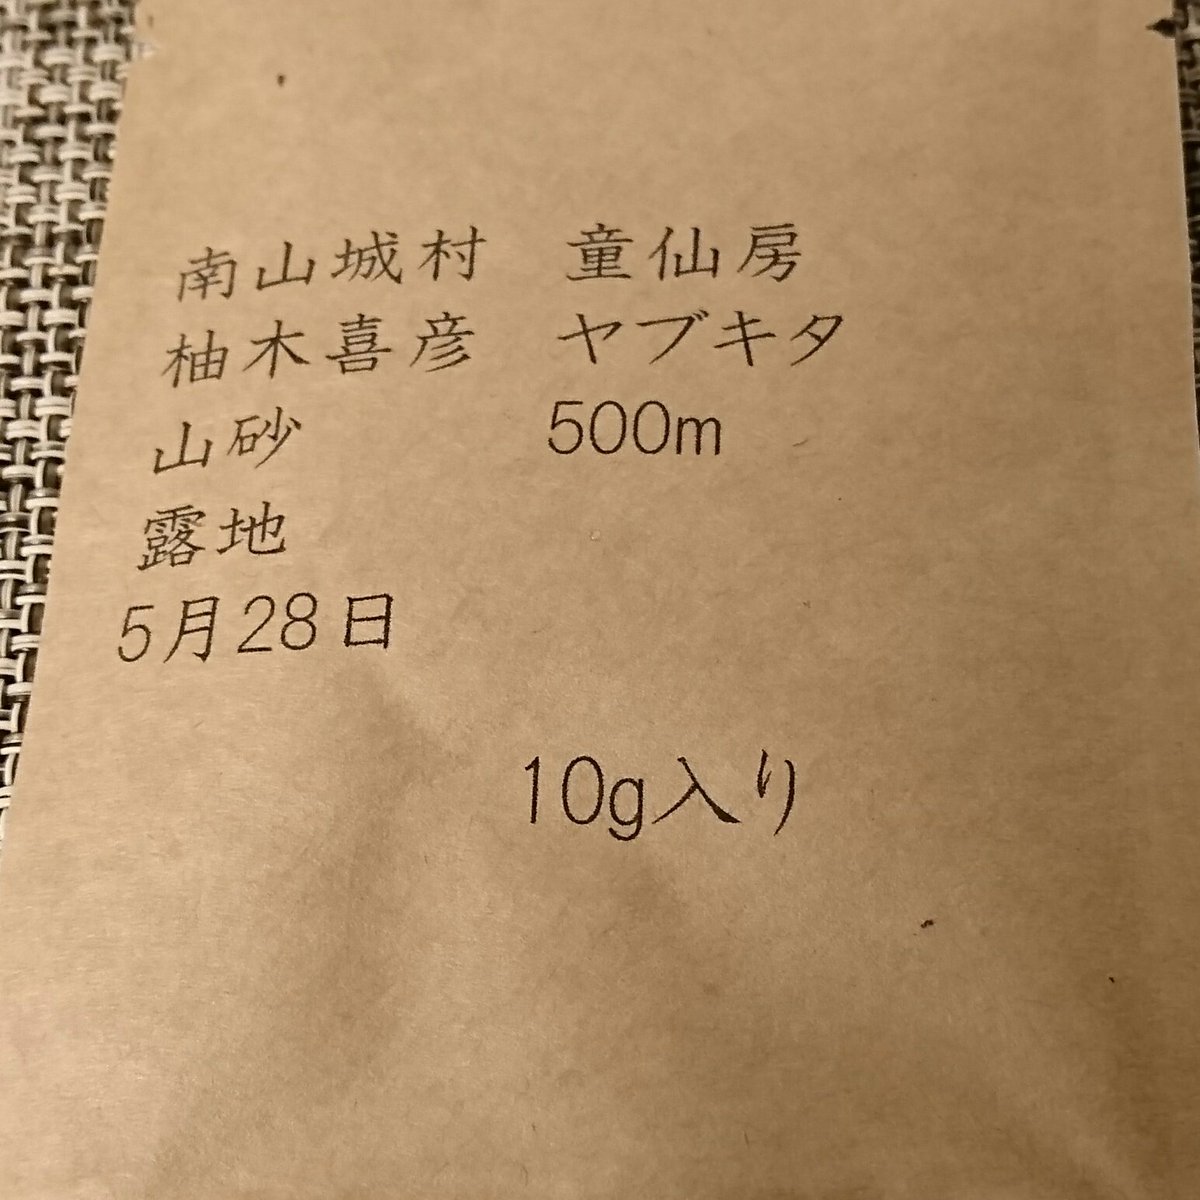 南山城村　童仙房
柚木喜彦　ヤブキタ
山砂　500m
露地
5月28日
10g入り